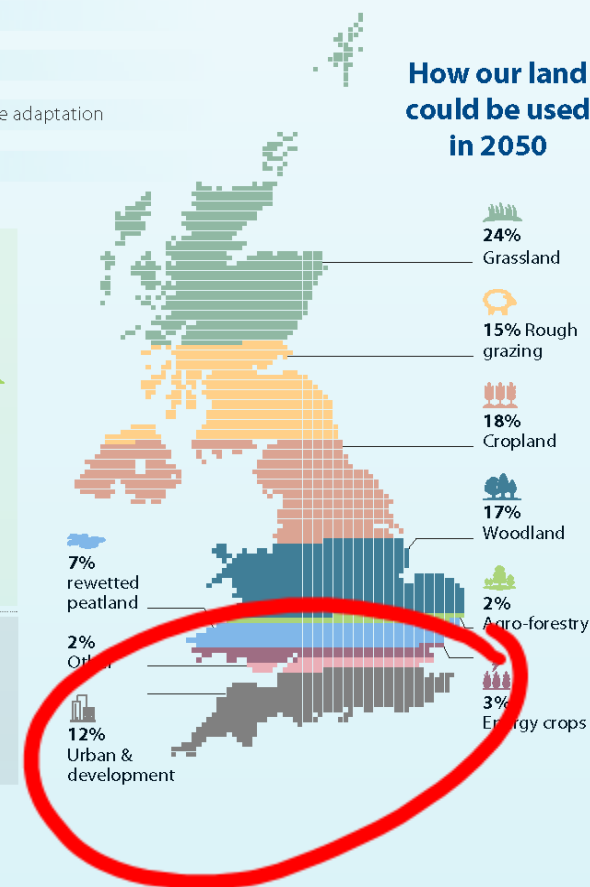 How our land
could be used
in 2050
e adaptation
24%
Grassland
15% Rough
grazing
18%
Cropland
17%
Woodland
7%
rewetted
peatland
2%
Agro-forestry
2%
Other
3%
Energy crops
12%
Urban &
development